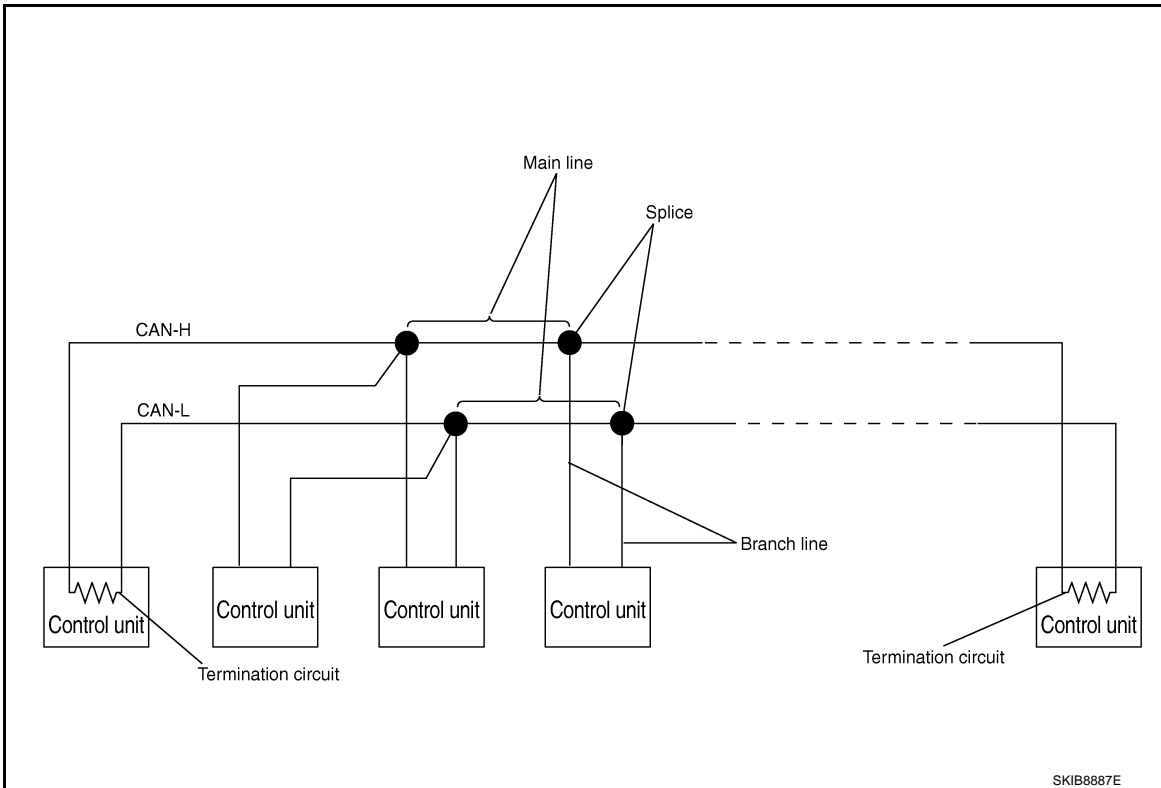 Main line
Splice
CAN-H
CAN-L
Branch line
Control unit
Control unit
Control unit
Control unit
Control unit
Termination circuit
Termination circuit
SKIB8887E